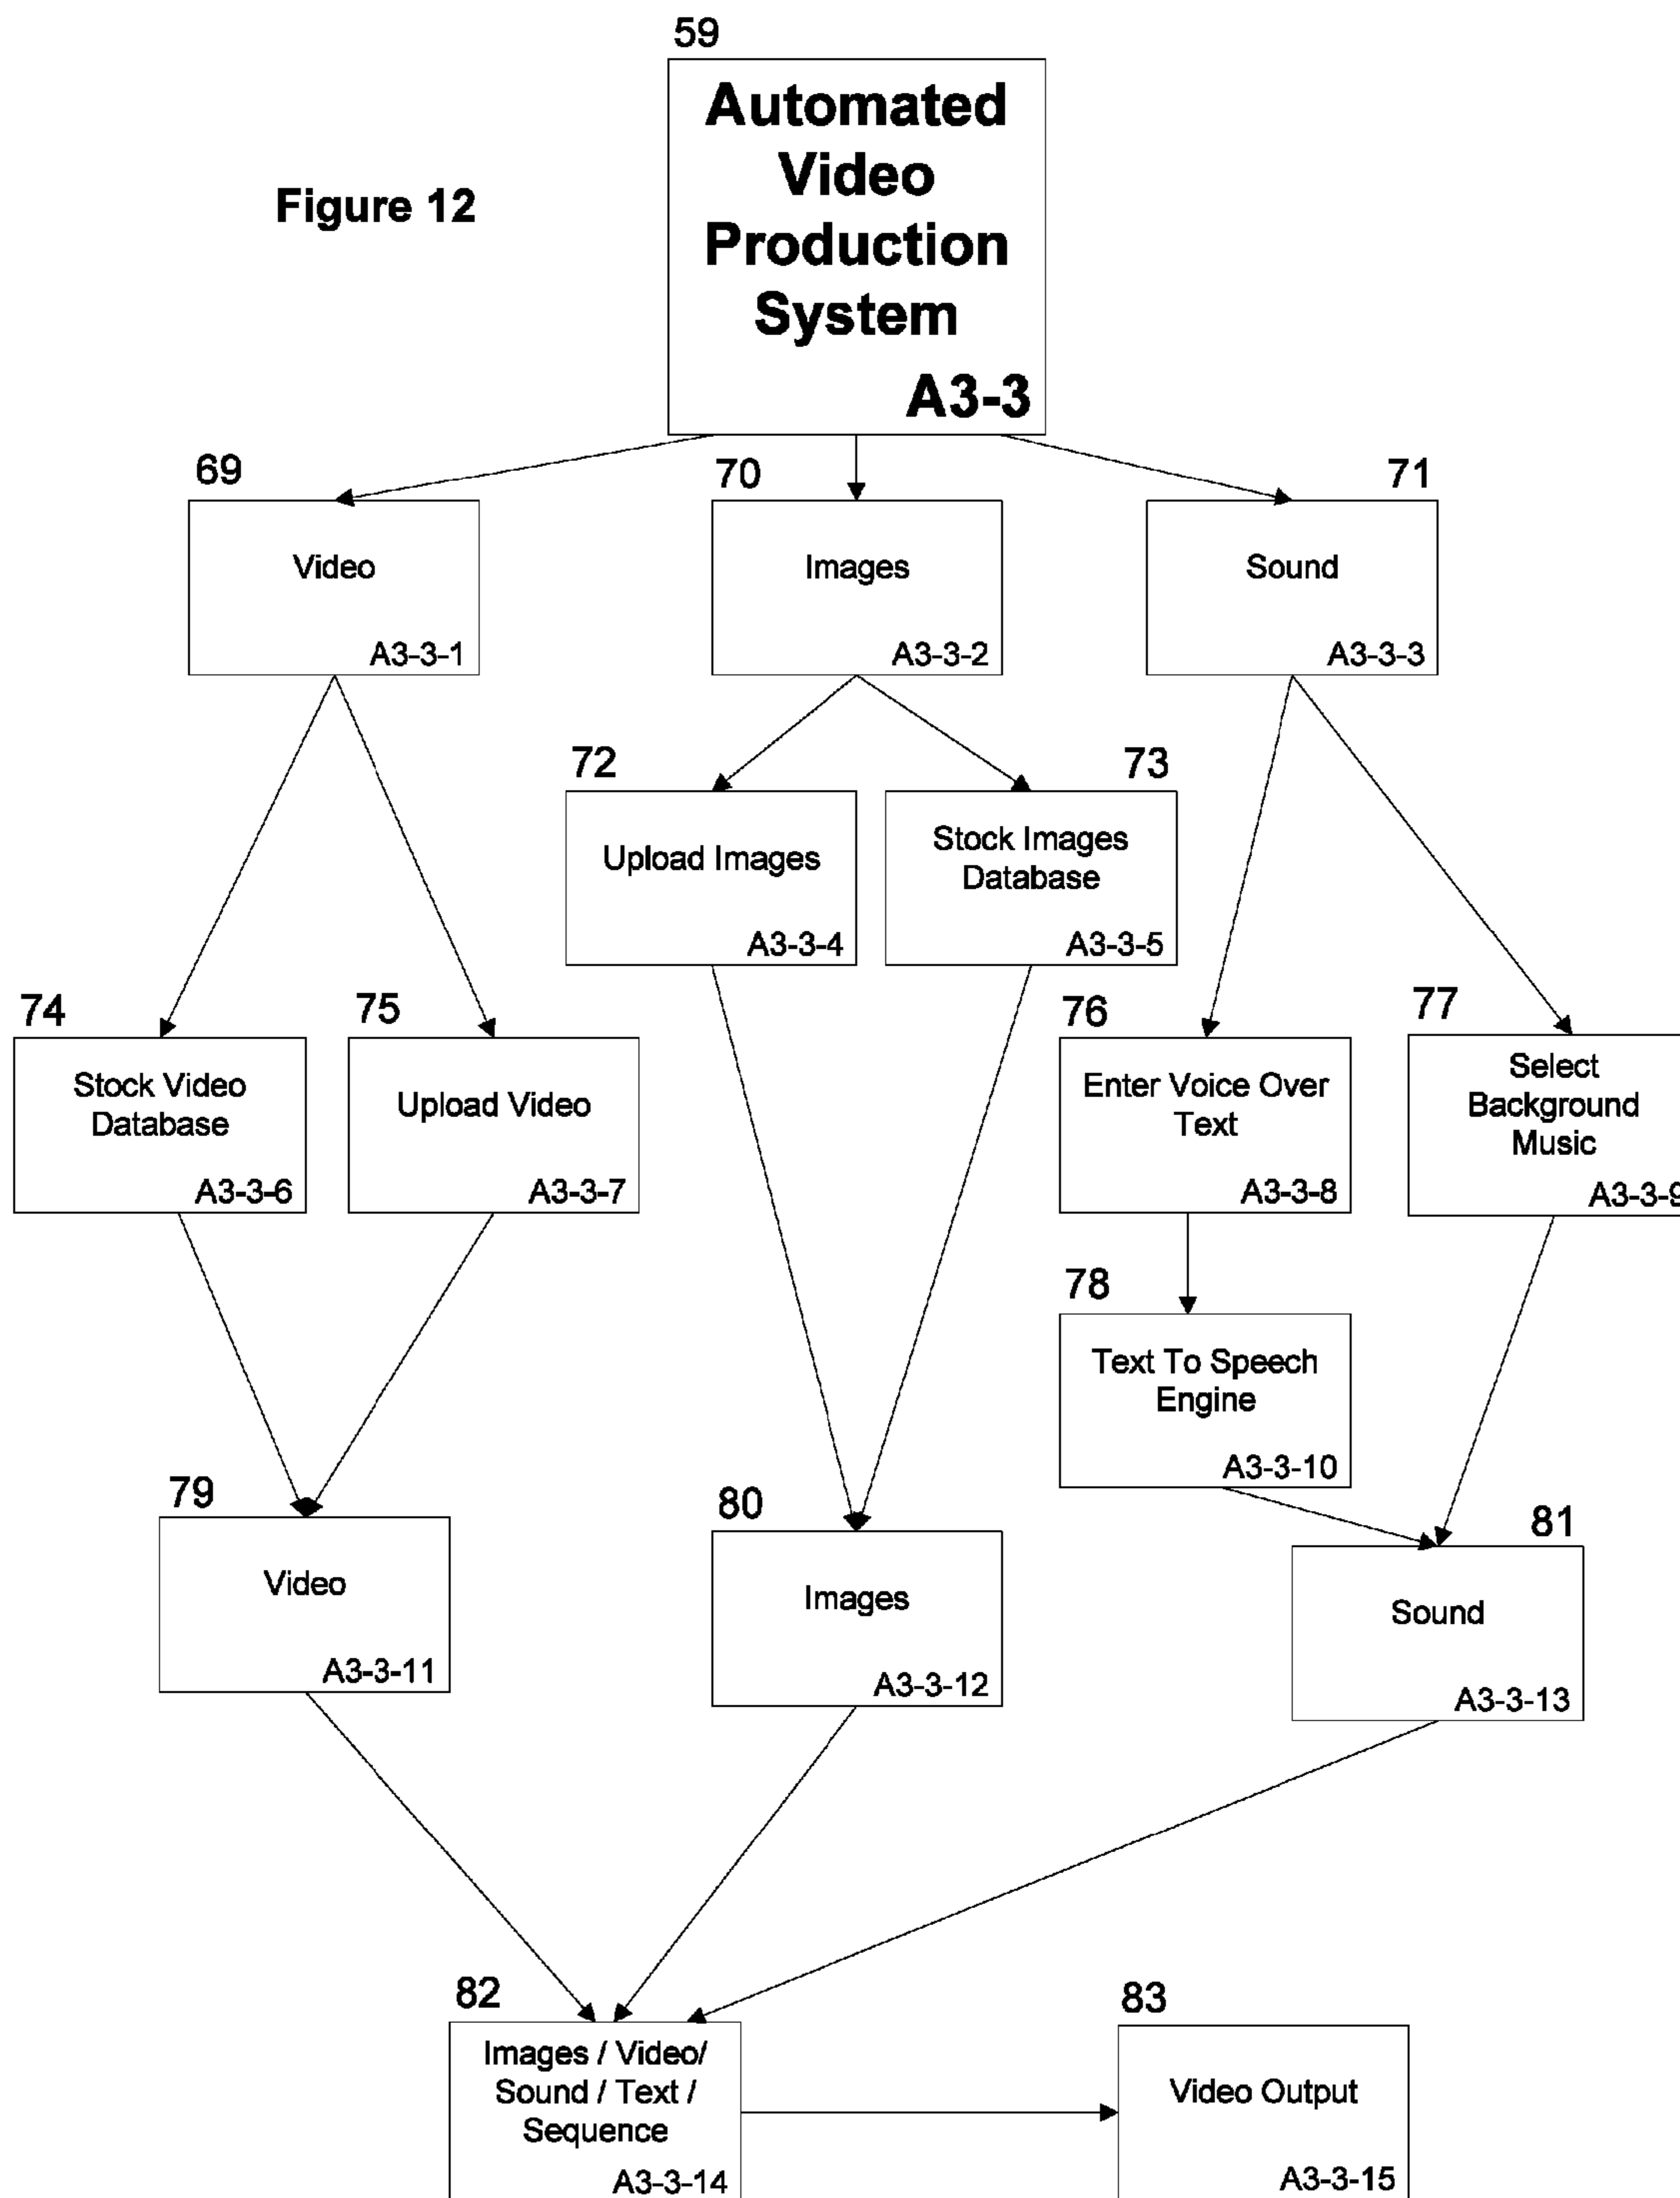 59
Automated
Video
Production
System
A3-3
Figure 12
69
Video
A3-3-1
70
Images
A3-3-2
71
Sound
A3-3-3
72
Upload Images
A3-3-4
73
Stock Images
Database
A3-3-5
74
Stock Video
Database
A3-3-6
75
Upload Video
A3-3-7
76
Enter Voice Over
Text
A3-3-8
77
Select
Background
Music
A3-3-9
78
Text To Speech
Engine
A3-3-10
79
Video
A3-3-11
80
Images
A3-3-12
81
Sound
A3-3-13
82
Images / Video/
Sound / Text /
Sequence
A3-3-14
83
Video Output
A3-3-15